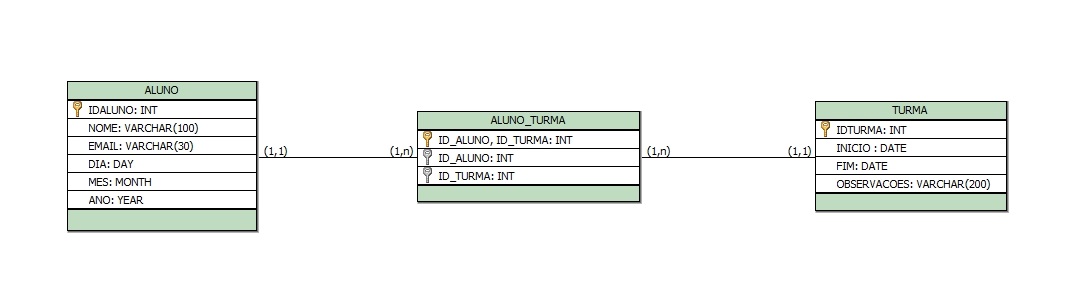 ALUNO
IDALUNO: INT
NOME: VARCHAR(100)
EMAIL: VARCHAR(30)
DIA: DAY
MES: MONTH
ANO: YEAR
(1,1)
(1,n)
ALUNO_TURMA
ID_ALUNO, ID_TURMA: INT
ID_ALUNO: INT
ID_TURMA: INT
(1,n)
(1,1)
TURMA
IDTURMA: INT
INICIO : DATE
FIM: DATE
OBSERVACOES: VARCHAR(200)